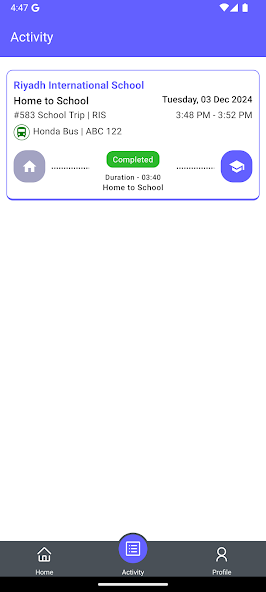 4:47 G
Activity
Riyadh International School
Home to School
Tuesday, 03 Dec 2024
#583 School Trip | RIS
3:48 PM - 3:52 PM
Honda Bus | ABC 122
Completed
Duration - 03:40
Home to School
Home
Activity
Profile